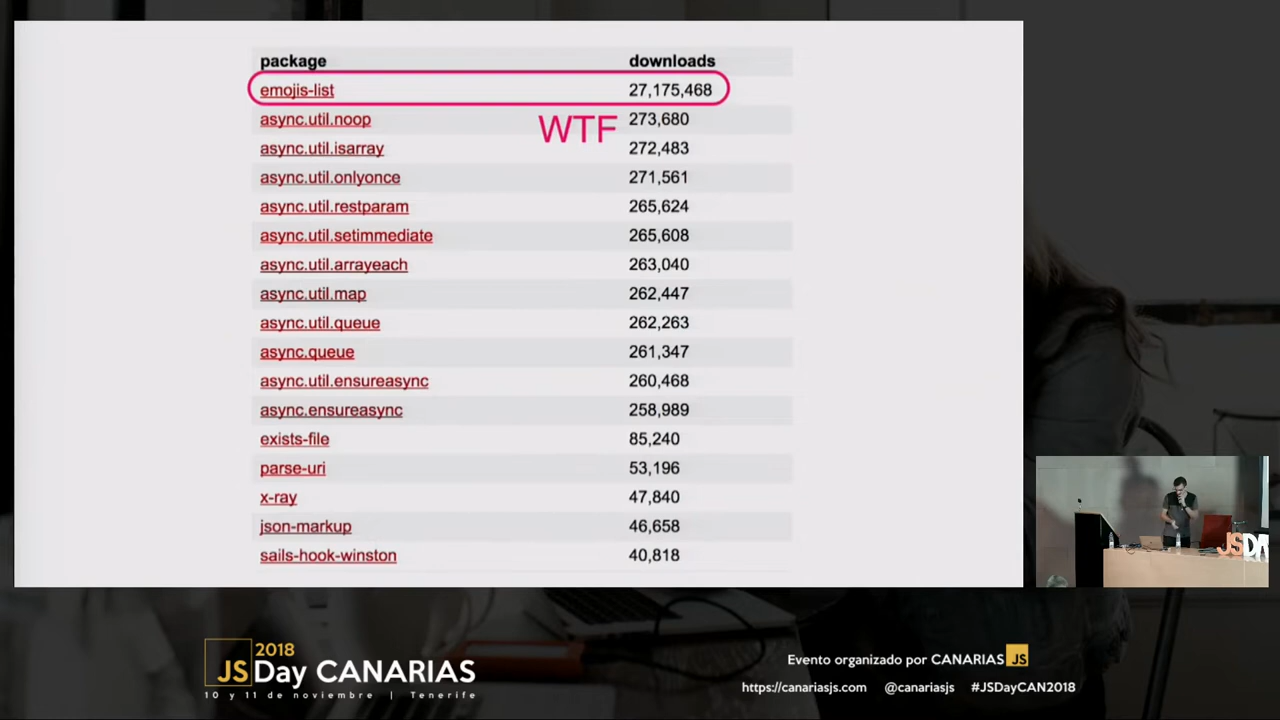 package downloads
emojis-list 27,175,468
WTF
async.util.noop 273,680
async.util.isarray 272,483
async.util.onlyonce 271,561
async.util.restparam 265,624
async.util.setimmediate 265,608
async.util.arrayeach 263,040
async.util.map 262,447
async.util.queue 262,263
async.queue 261,347
async.util.ensureasync 260,468
async.ensureasync 258,989
exists-file 85,240
parse-uri 53,196
x-ray 47,840
json-markup 46,658
sails-hook-winston 40,818
JSDA
2018
JSDay CANARIAS
10 y 11 de noviembre | Tenerife
Evento organizado por CANARIAS JS
https://canariasjs.com @canariasjs #JSDayCAN2018